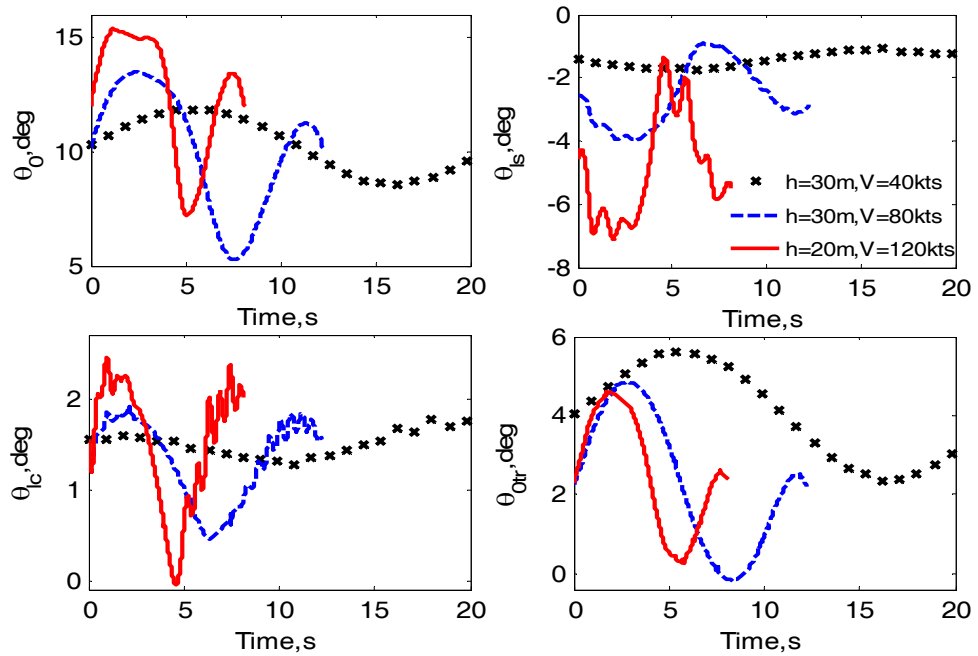 15
10
5
θ0,deg
0 5 10 15 20
Time,s
0
-2
-4
-6
-8
θls,deg
h=30m,V=40kts
h=30m,V=80kts
h=20m,V=120kts
0 5 10 15 20
Time,s
2
1
0
θlc,deg
0 5 10 15 20
Time,s
6
4
2
0
θ0tr,deg
0 5 10 15 20
Time,s